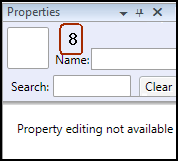 Properties
8
Name:
Search: Clear
Property editing not available